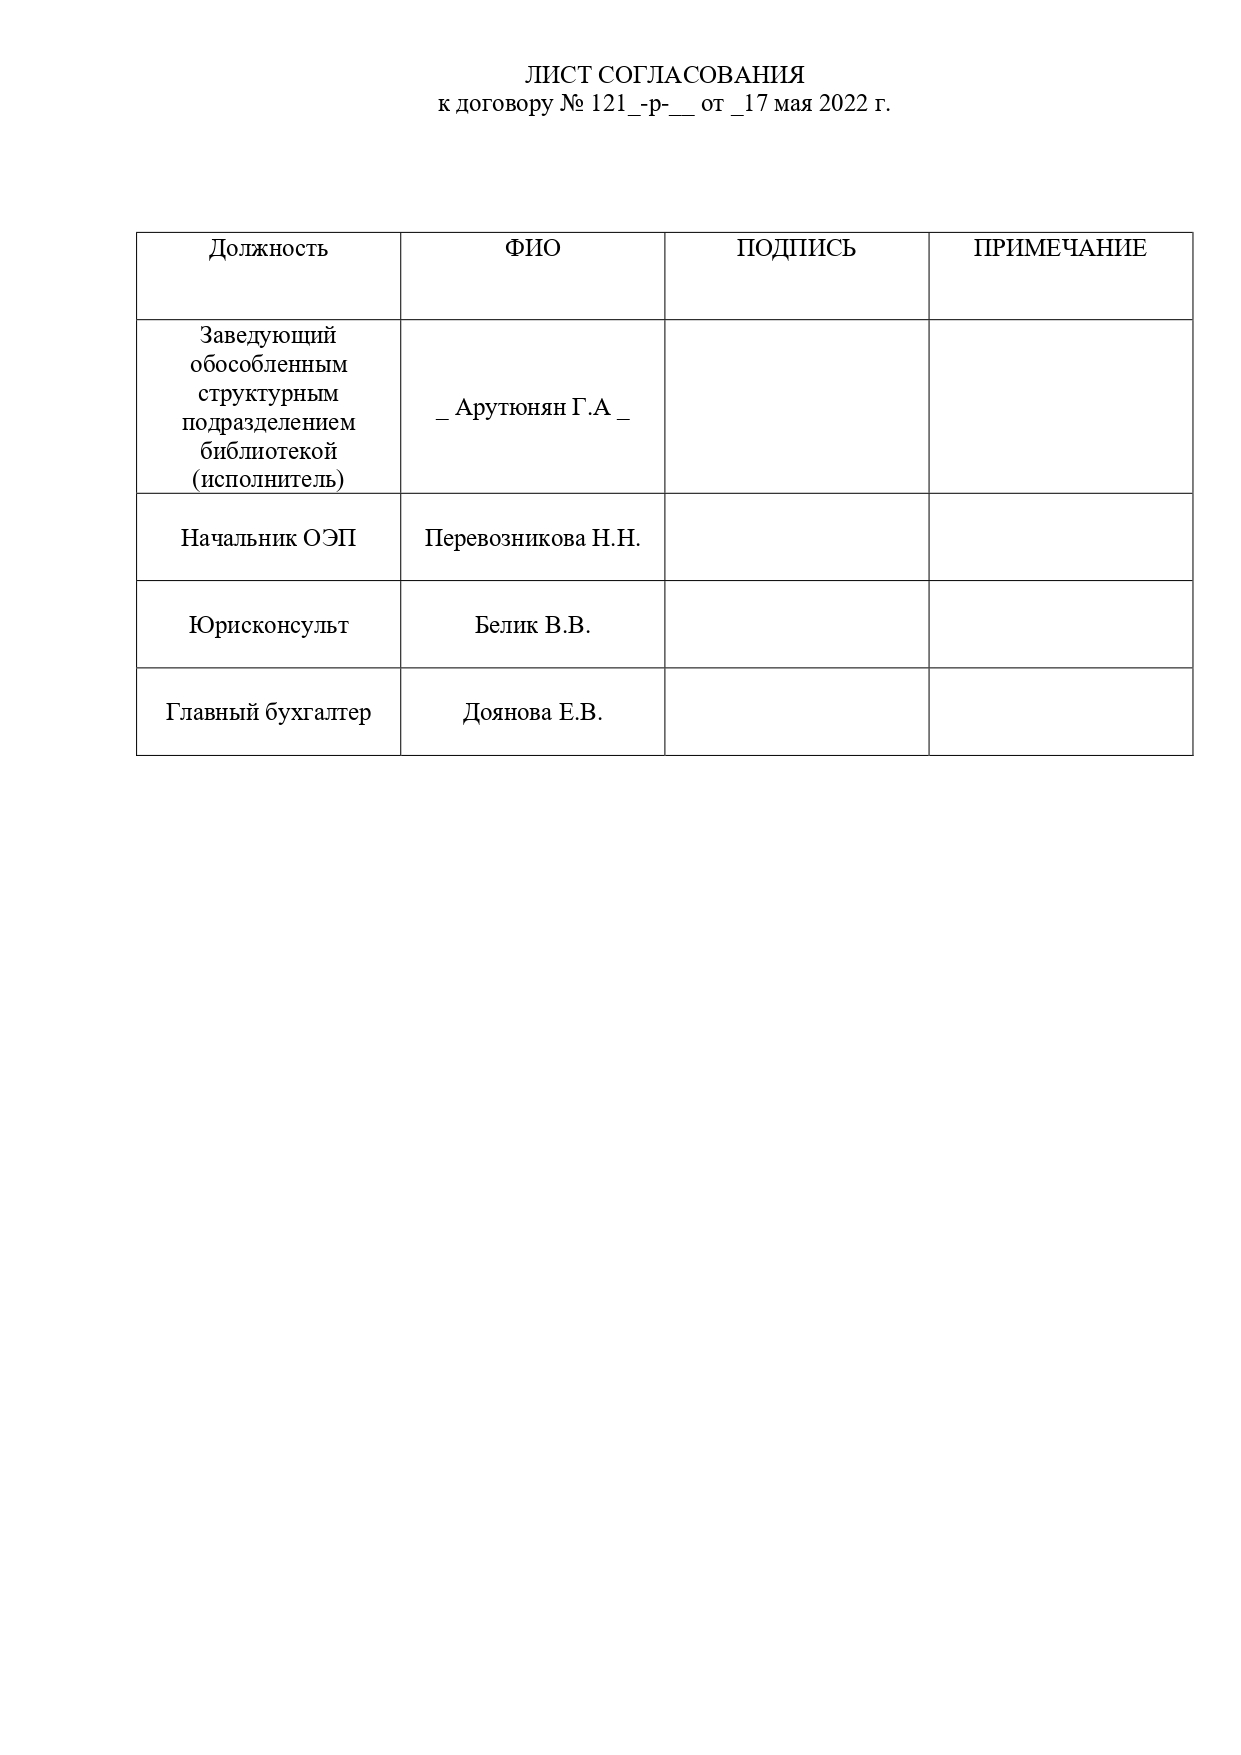 ЛИСТ СОГЛАСОВАНИЯ
к договору № 121_-р-__ от _17 мая 2022 г.
Должность ФИО ПОДПИСЬ ПРИМЕЧАНИЕ
Заведующий
обособленным
структурным
подразделением
библиотекой
(исполнитель)
_ Арутюнян Г.А _
Начальник ОЭП Перевозникова Н.Н.
Юрисконсульт Белик В.В.
Главный бухгалтер Доянова Е.В.